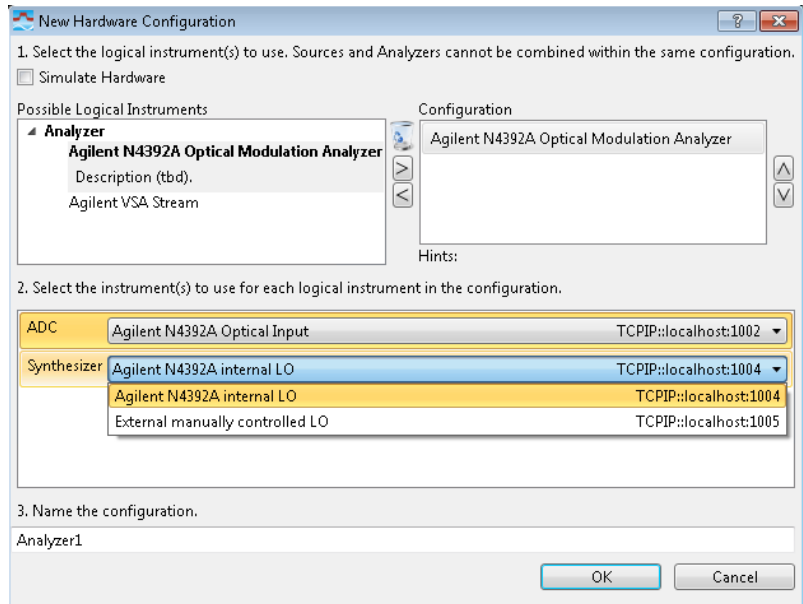 New Hardware Configuration
1. Select the logical instrument(s) to use. Sources and Analyzers cannot be combined within the same configuration.
Simulate Hardware
Possible Logical Instruments
Analyzer
Agilent N4392A Optical Modulation Analyzer
Description (tbd).
Agilent VSA Stream
>
<
Configuration
Agilent N4392A Optical Modulation Analyzer
Hints:
2. Select the instrument(s) to use for each logical instrument in the configuration.
ADC Agilent N4392A Optical Input TCPIP::localhost:1002
Synthesizer Agilent N4392A internal LO TCPIP::localhost:1004
Agilent N4392A internal LO TCPIP::localhost:1004
External manually controlled LO TCPIP::localhost:1005
3. Name the configuration.
Analyzer1
OK Cancel